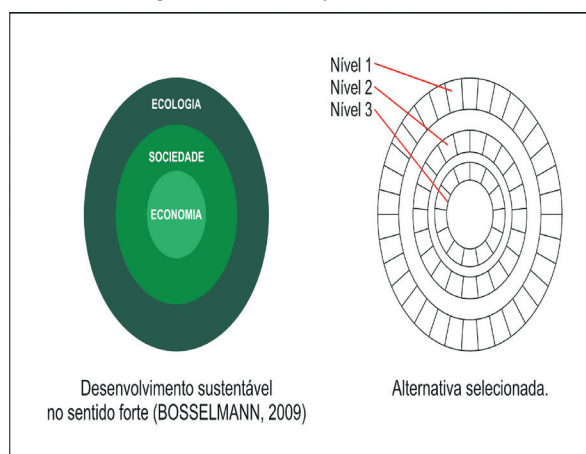 ECOLOGIA
SOCIEDADE
ECONOMIA
Desenvolvimento sustentável
no sentido forte (BOSSELMANN, 2009)
Nível 1
Nível 2
Nível 3
Alternativa selecionada.